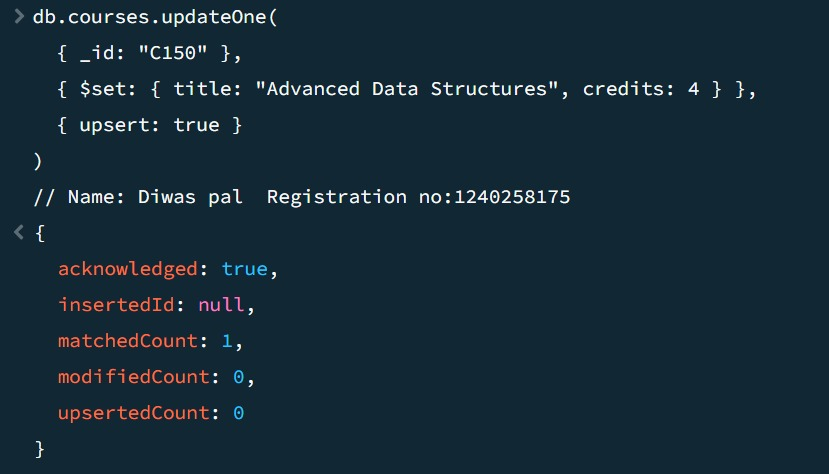 > db.courses.updateOne(
{ _id: "C150" },
{ $set: { title: "Advanced Data Structures", credits: 4 } },
{ upsert: true }
)
// Name: Diwas pal  Registration no:1240258175
< {
acknowledged: true,
insertedId: null,
matchedCount: 1,
modifiedCount: 0,
upsertedCount: 0
}